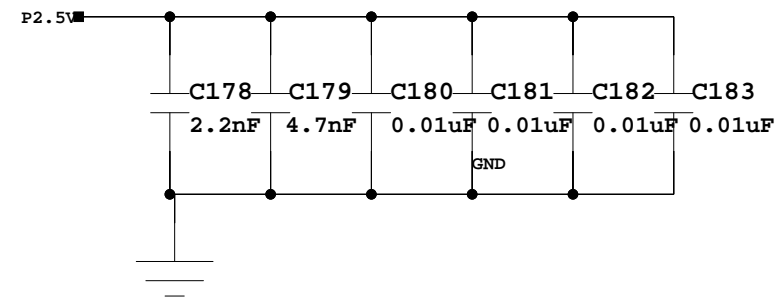 P2.5V
C178 C179 C180 C181 C182 C183
2.2nF 4.7nF 0.01uF 0.01uF 0.01uF 0.01uF
GND